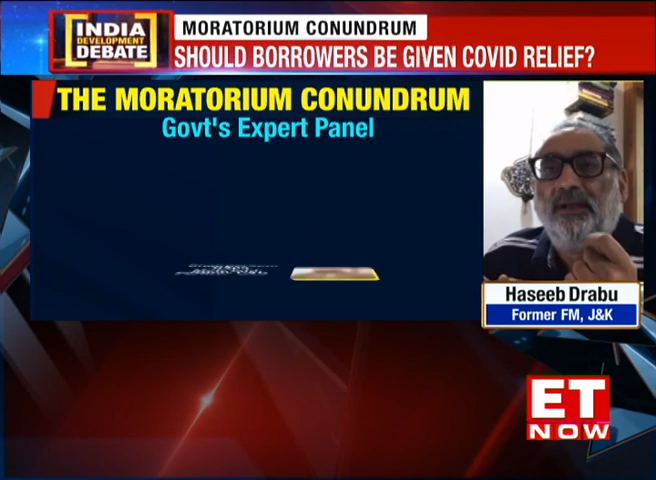 INDIA
DEVELOPMENT
DEBATE
MORATORIUM CONUNDRUM
SHOULD BORROWERS BE GIVEN COVID RELIEF?
THE MORATORIUM CONUNDRUM
Govt's Expert Panel
Haseeb Drabu
Former FM, J&K
ET
NOW